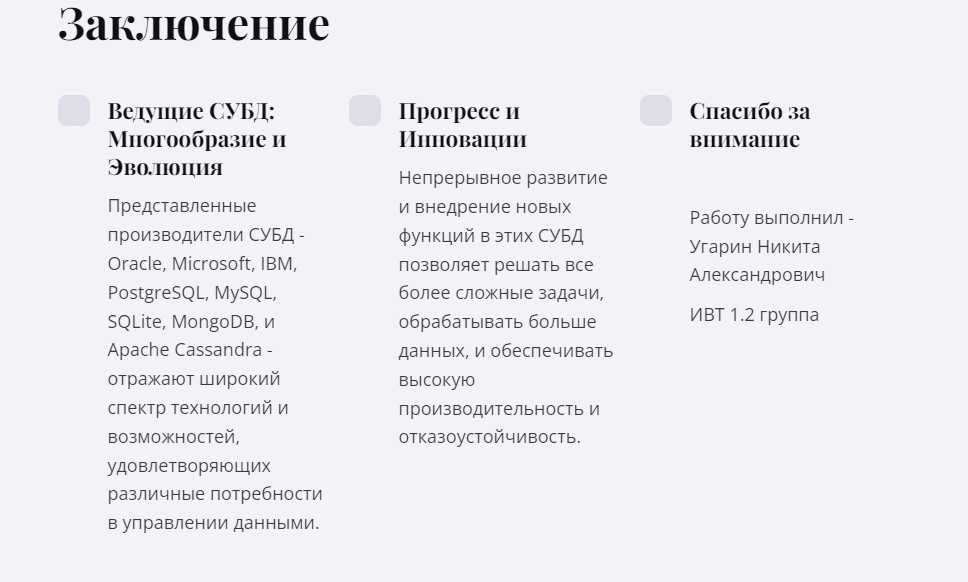 Заключение
Ведущие СУБД:
Многообразие и
Эволюция
Представленные
производители СУБД -
Oracle, Microsoft, IBM,
PostgreSQL, MySQL,
SQLite, MongoDB, и
Apache Cassandra -
отражают широкий
спектр технологий и
возможностей,
удовлетворяющих
различные потребности
в управлении данными.
Прогресс и
Инновации
Непрерывное развитие
и внедрение новых
функций в этих СУБД
позволяет решать все
более сложные задачи,
обрабатывать больше
данных, и обеспечивать
высокую
производительность и
отказоустойчивость.
Спасибо за
внимание
Работу выполнил -
Угарин Никита
Александрович
ИВТ 1.2 группа